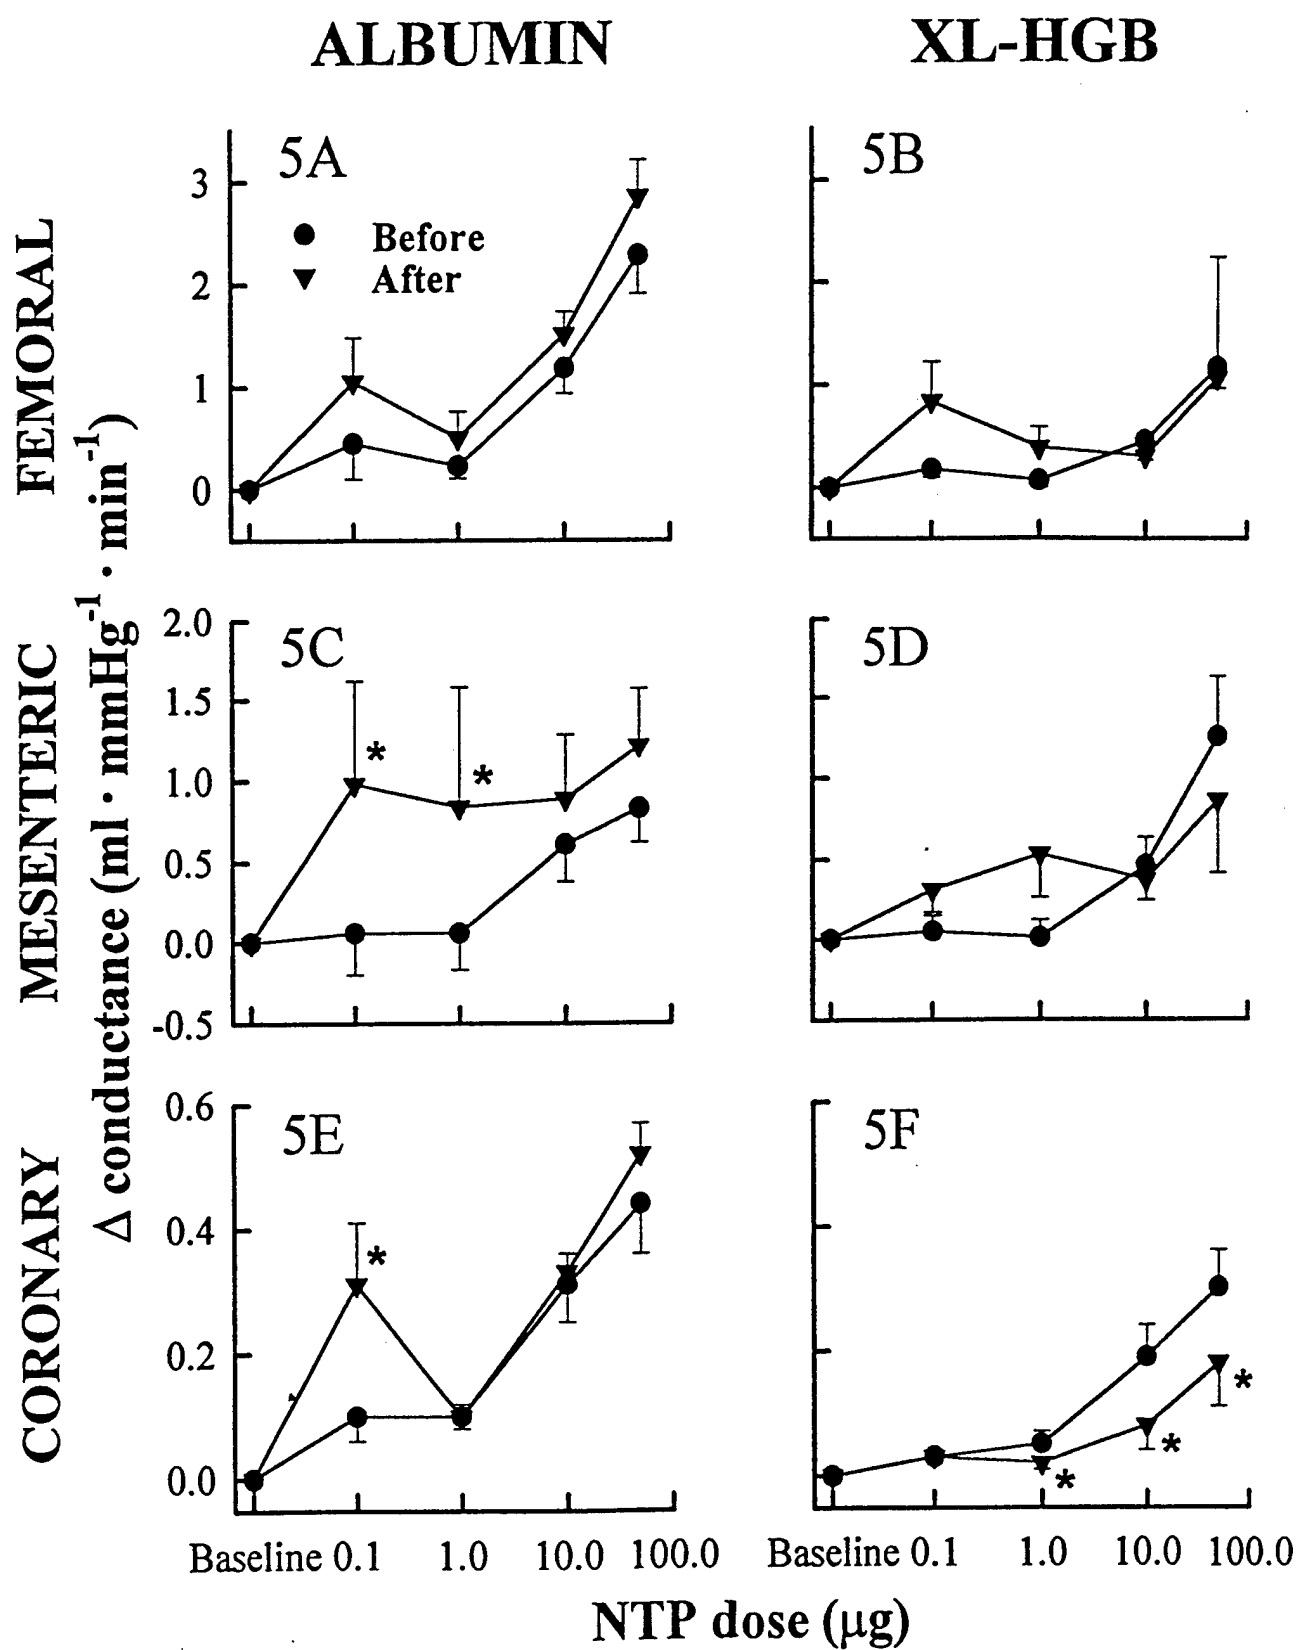 ALBUMIN XL-HGB
5A
5B
3
2
1
0
Before
After
FEMORAL
5C
5D
2.0
1.5
1.0
0.5
0.0
-0.5
*
*
MESENTERIC
Δ conductance (ml · mmHg⁻¹ · min⁻¹)
5E
5F
0.6
0.4
0.2
0.0
*
*
*
*
CORONARY
Baseline 0.1 1.0 10.0 100.0
Baseline 0.1 1.0 10.0 100.0
NTP dose (μg)